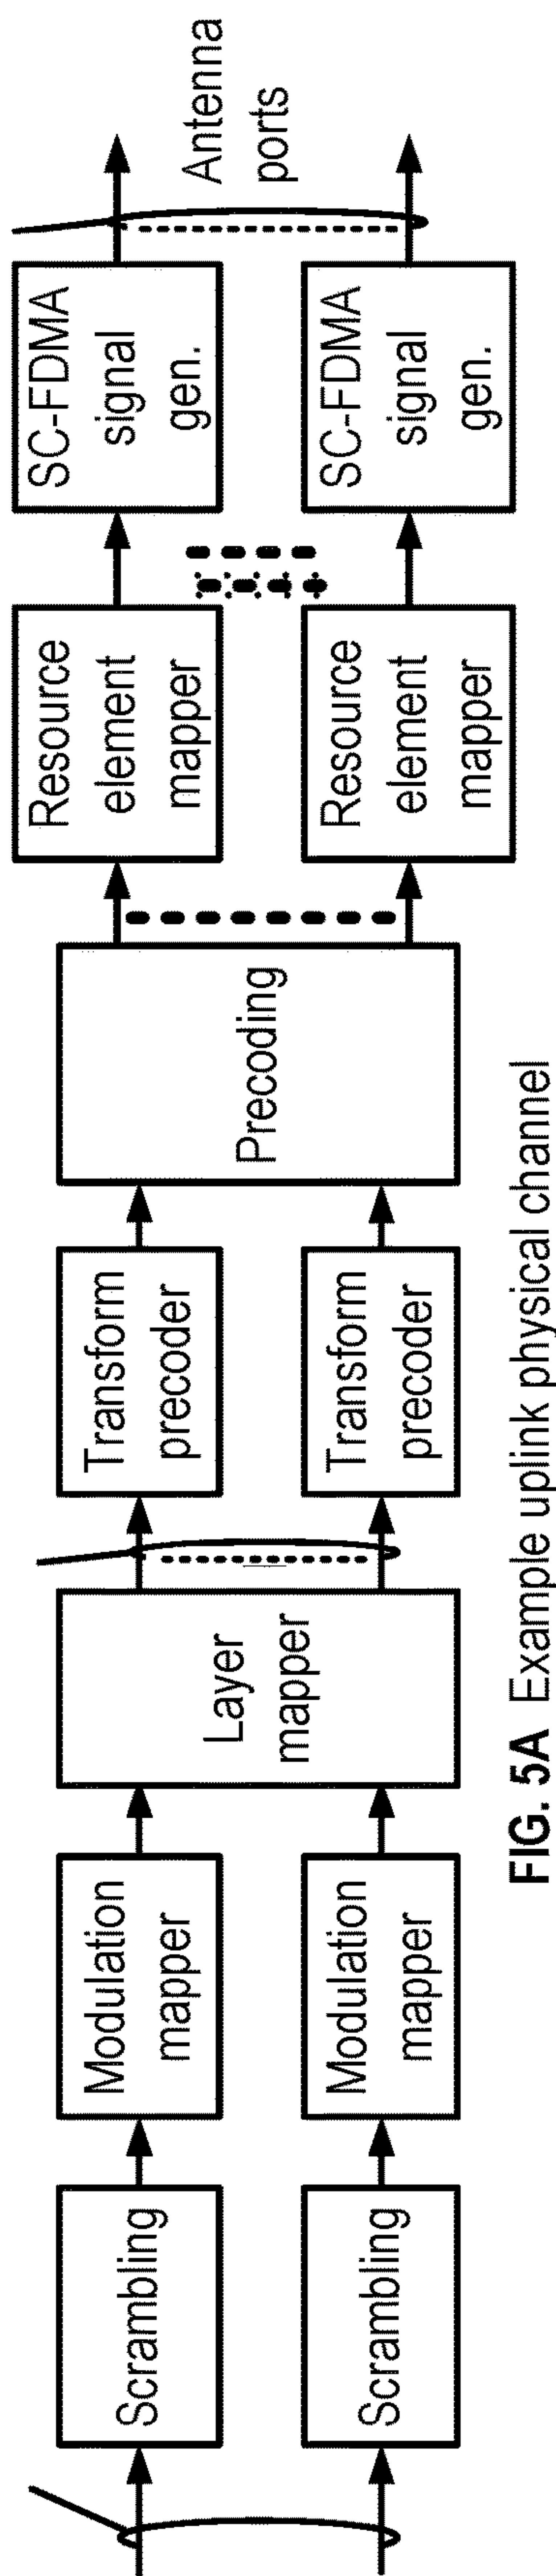 Scrambling
Scrambling
Modulation
mapper
Modulation
mapper
Layer
mapper
Transform
precoder
Transform
precoder
Precoding
Resource
element
mapper
Resource
element
mapper
SC-FDMA
signal
gen.
SC-FDMA
signal
gen.
Antenna
ports
FIG. 5A Example uplink physical channel